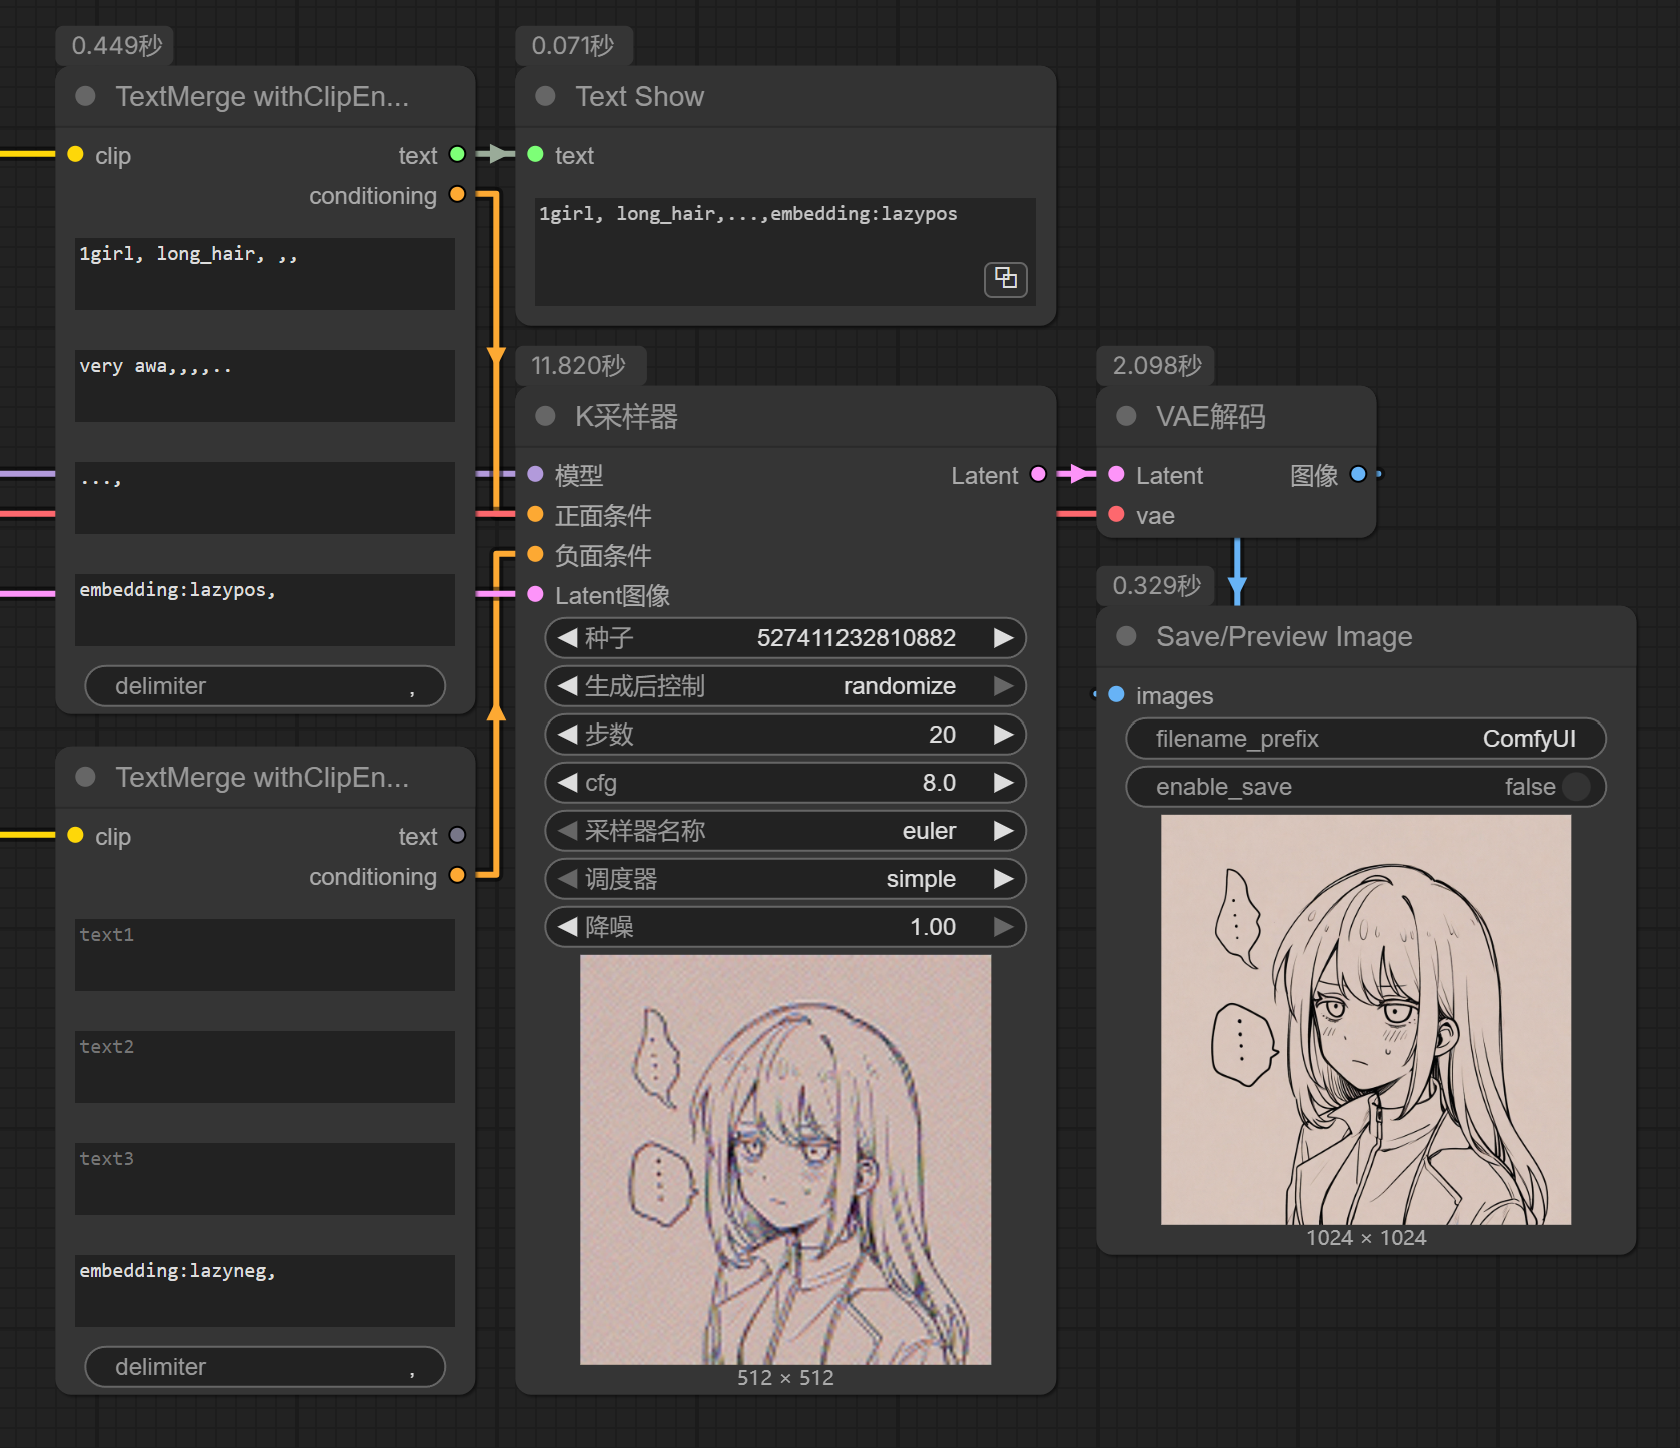 0.449秒
TextMerge withClipEn...
clip
text
conditioning
1girl, long_hair, ,,
very awa,,,,..
...,
embedding:lazypos,
delimiter
,
TextMerge withClipEn...
clip
text
conditioning
text1
text2
text3
embedding:lazyneg,
delimiter
,
0.071秒
Text Show
text
1girl, long_hair,...,embedding:lazypos
11.820秒
K采样器
模型
Latent
正面条件
负面条件
Latent图像
种子 527411232810882
生成后控制 randomize
步数 20
cfg 8.0
采样器名称 euler
调度器 simple
降噪 1.00
512 × 512
2.098秒
VAE解码
Latent
图像
vae
0.329秒
Save/Preview Image
images
filename_prefix ComfyUI
enable_save false
1024 × 1024